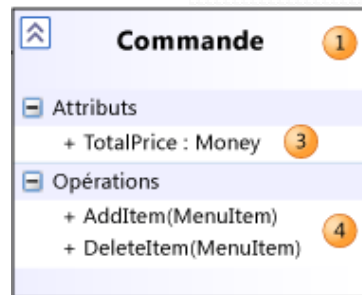 Commande 1
Attributs
+ TotalPrice : Money 3
Opérations
+ AddItem(MenuItem)
4
+ DeleteItem(MenuItem)